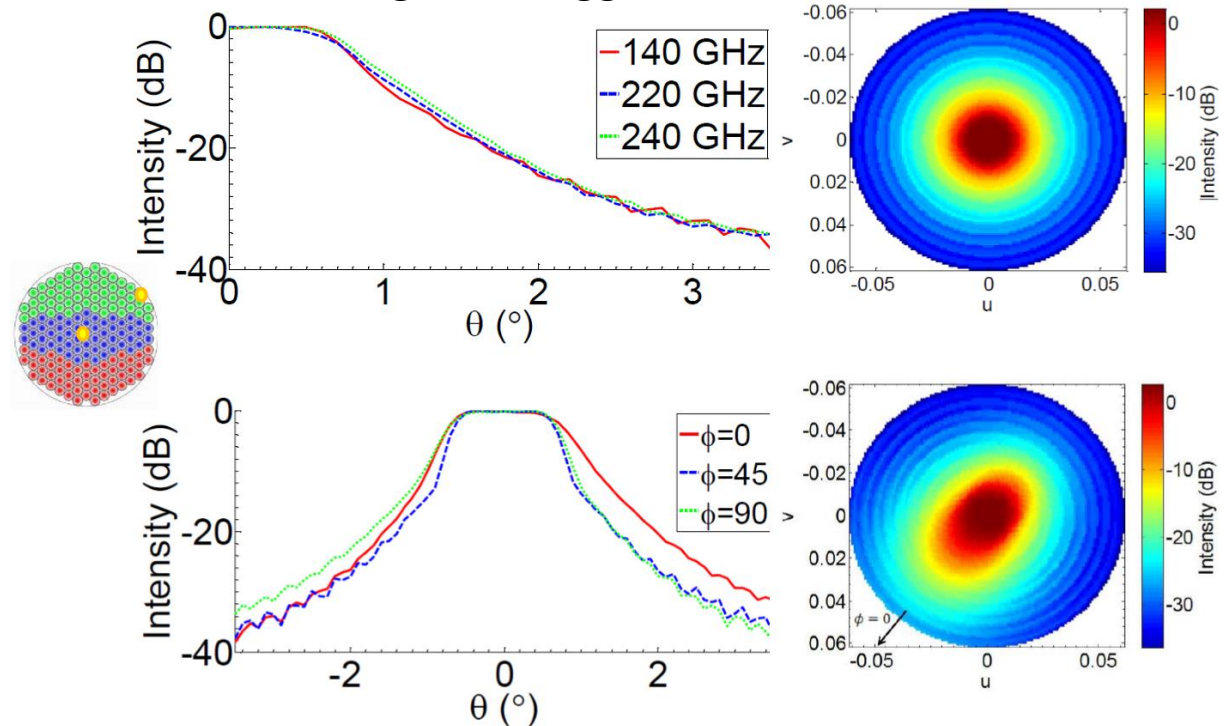 Intensity (dB)
0
-20
-40
0
1
2
3
θ (°)
140 GHz
220 GHz
240 GHz
-0.06
-0.04
-0.02
0
0.02
0.04
0.06
v
-0.05
0
0.05
u
0
-10
-20
-30
Intensity (dB)
Intensity (dB)
0
-20
-40
-2
0
2
θ (°)
ϕ=0
ϕ=45
ϕ=90
-0.06
-0.04
-0.02
0
0.02
0.04
0.06
v
ϕ = 0
-0.05
0
0.05
u
0
-10
-20
-30
Intensity (dB)